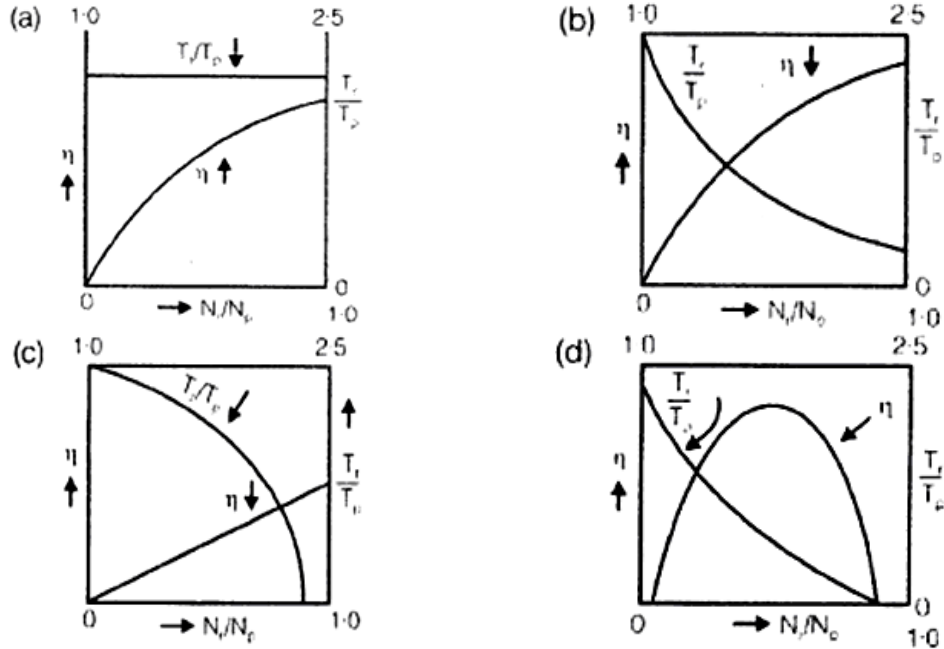 (a)
1·0
2·5
Tr/Tp
Tr
Tp
η
η
0
0
Nr/Np
1·0
(b)
1·0
2·5
Tr
Tp
η
η
Tr
Tp
0
0
Nr/Np
1·0
(c)
1·0
2·5
Tr/Tp
η
η
Tr
Tp
0
Nr/Np
1·0
(d)
1 0
2·5
Tr
Tp
η
η
Tr
Tp
0
0
Nr/Np
1·0